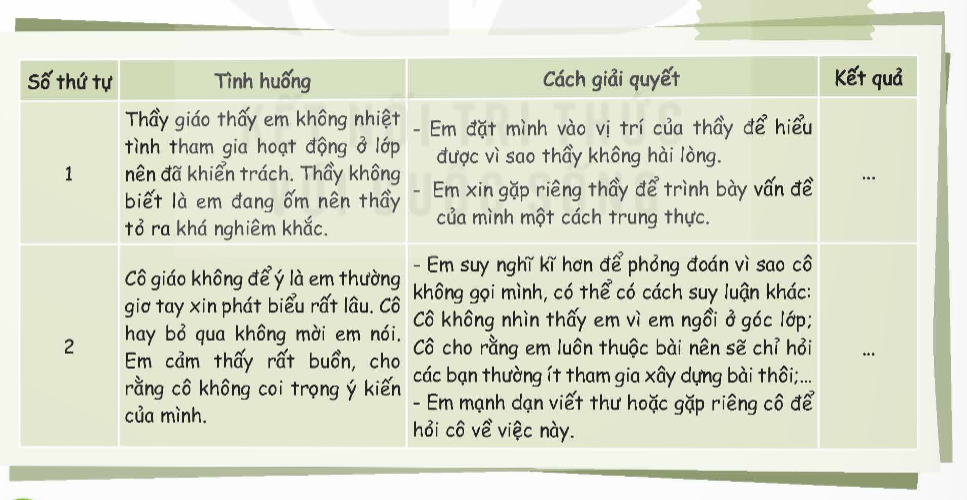 Số thứ tự
Tình huống
Cách giải quyết
Kết quả
1
Thầy giáo thấy em không nhiệt
tình tham gia hoạt động ở lớp
nên đã khiển trách. Thầy không
biết là em đang ốm nên thầy
tỏ ra khá nghiêm khắc.
- Em đặt mình vào vị trí của thầy để hiểu
được vì sao thầy không hài lòng.
- Em xin gặp riêng thầy để trình bày vấn đề
của mình một cách trung thực.
...
2
Cô giáo không để ý là em thường
giơ tay xin phát biểu rất lâu. Cô
hay bỏ qua không mời em nói.
Em cảm thấy rất buồn, cho
rằng cô không coi trọng ý kiến
của mình.
- Em suy nghĩ kĩ hơn để phỏng đoán vì sao cô
không gọi mình, có thể có cách suy luận khác:
Cô không nhìn thấy em vì em ngồi ở góc lớp;
Cô cho rằng em luôn thuộc bài nên sẽ chỉ hỏi
các bạn thường ít tham gia xây dựng bài thôi;...
- Em mạnh dạn viết thư hoặc gặp riêng cô để
hỏi cô về việc này.
...
KẾT NỐI TRI THỨC
VỚI CUỘC SỐNG